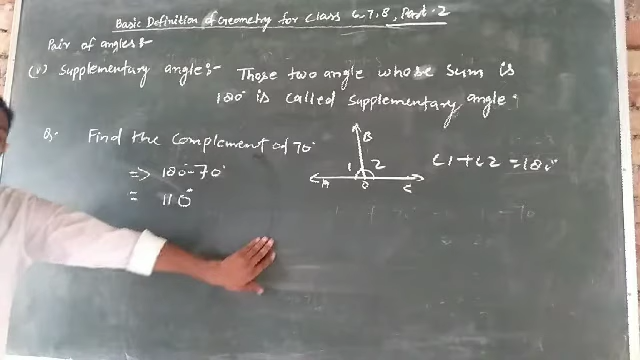 Basic Definition of Geometry for Class 6, 7, 8, Part-2
Pair of angles:-
(v) Supplementary angle:- Those two angle whose sum is
180° is called Supplementary angle.
Q:- Find the Complement of 70°
=> 180-70°
= 110°
B
1 2
A O C
∠1+∠2 = 180°